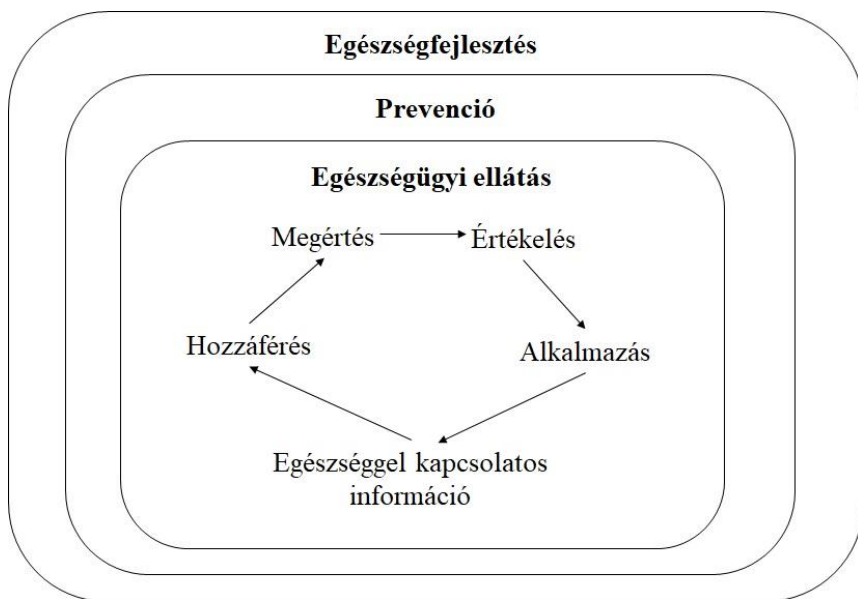 Egészségfejlesztés
Prevenció
Egészségügyi ellátás
Megértés
Értékelés
Hozzáférés
Alkalmazás
Egészséggel kapcsolatos
információ